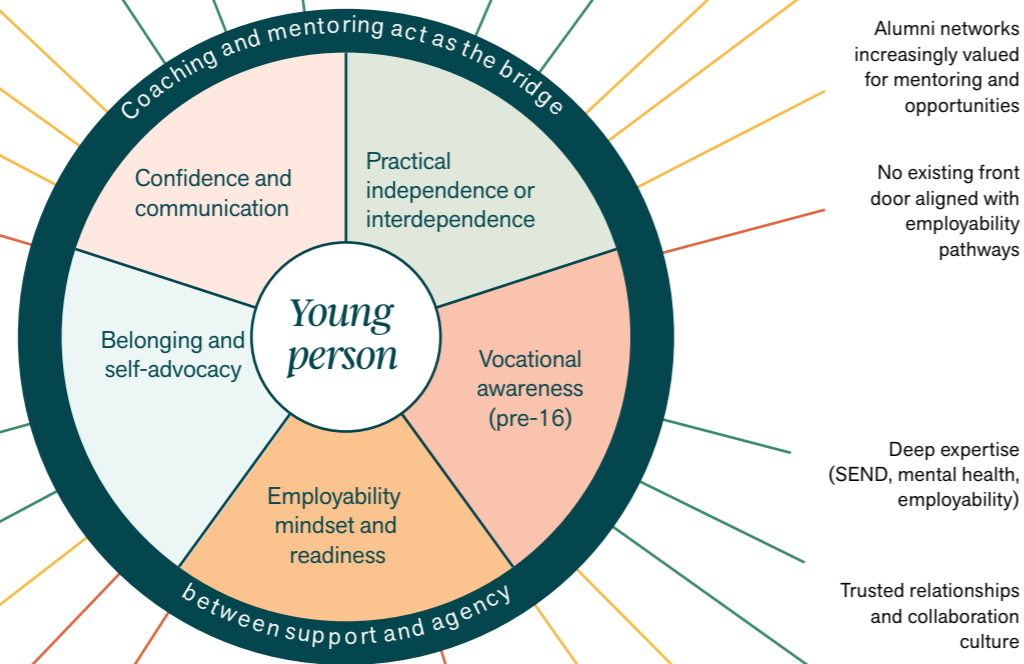 Coaching and mentoring act as the bridge
between support and agency
Confidence and
communication
Practical
independence or
interdependence
Belonging and
self-advocacy
Young
person
Vocational
awareness
(pre-16)
Employability
mindset and
readiness
Alumni networks
increasingly valued
for mentoring and
opportunities
No existing front
door aligned with
employability
pathways
Deep expertise
(SEND, mental health,
employability)
Trusted relationships
and collaboration
culture